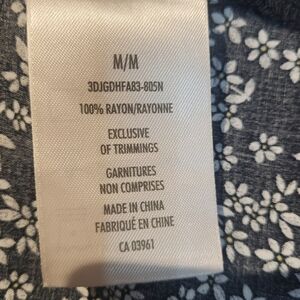 M/M
3DJGDHFA83-805N
100% RAYON/RAYONNE
EXCLUSIVE
OF TRIMMINGS
GARNITURES
NON COMPRISES
MADE IN CHINA
FABRIQUÉ EN CHINE
CA 03961